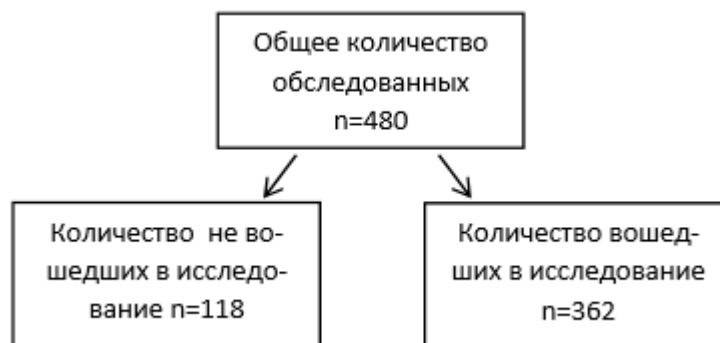 Общее количество
обследованных
n=480
Количество не во-
шедших в исследо-
вание n=118
Количество вошед-
ших в исследование
n=362